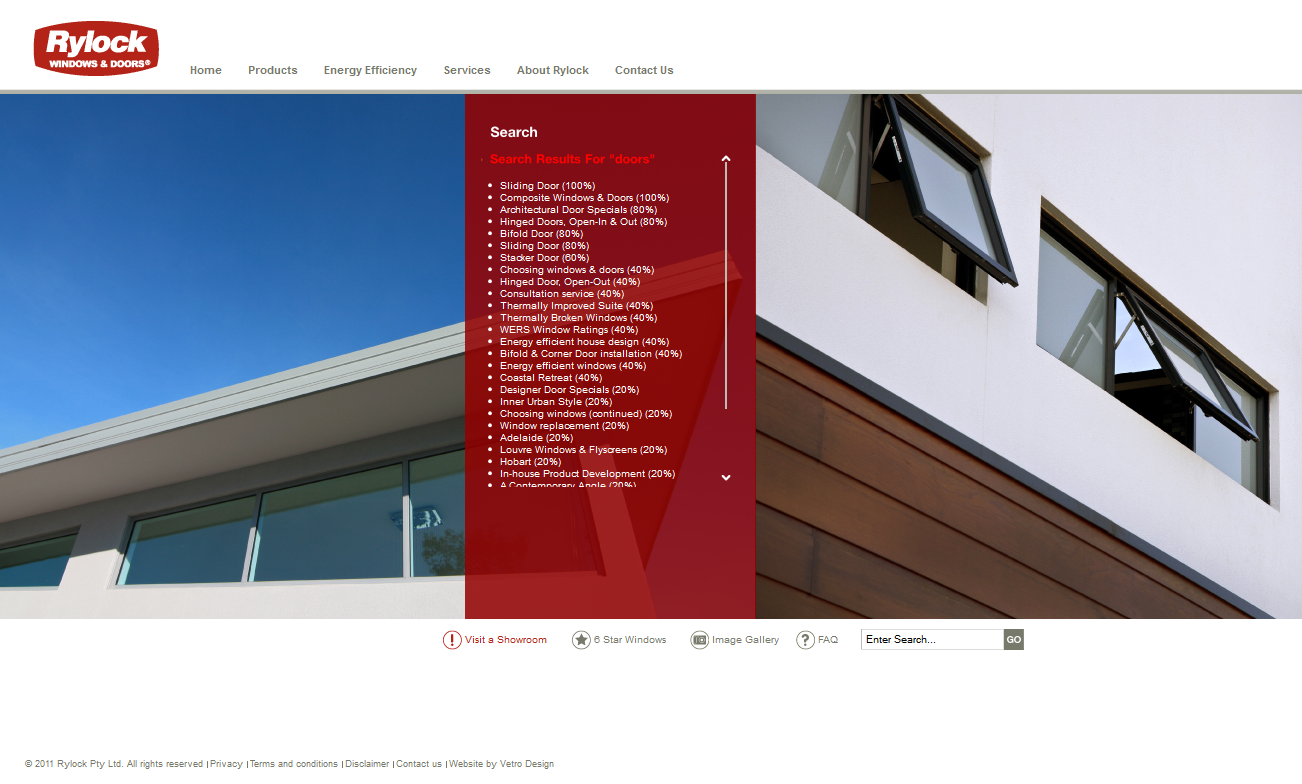 Rylock
WINDOWS & DOORS®
Home
Products
Energy Efficiency
Services
About Rylock
Contact Us
Search
Search Results For "doors"
Sliding Door (100%)
Composite Windows & Doors (100%)
Architectural Door Specials (80%)
Hinged Doors, Open-In & Out (80%)
Bifold Door (80%)
Sliding Door (80%)
Stacker Door (60%)
Choosing windows & doors (40%)
Hinged Door, Open-Out (40%)
Consultation service (40%)
Thermally Improved Suite (40%)
Thermally Broken Windows (40%)
WERS Window Ratings (40%)
Energy efficient house design (40%)
Bifold & Corner Door installation (40%)
Energy efficient windows (40%)
Coastal Retreat (40%)
Designer Door Specials (20%)
Inner Urban Style (20%)
Choosing windows (continued) (20%)
Window replacement (20%)
Adelaide (20%)
Louvre Windows & Flyscreens (20%)
Hobart (20%)
In-house Product Development (20%)
A Contemporary Angle (20%)
Visit a Showroom
6 Star Windows
Image Gallery
FAQ
Enter Search...
GO
© 2011 Rylock Pty Ltd. All rights reserved | Privacy | Terms and conditions | Disclaimer | Contact us | Website by Vetro Design